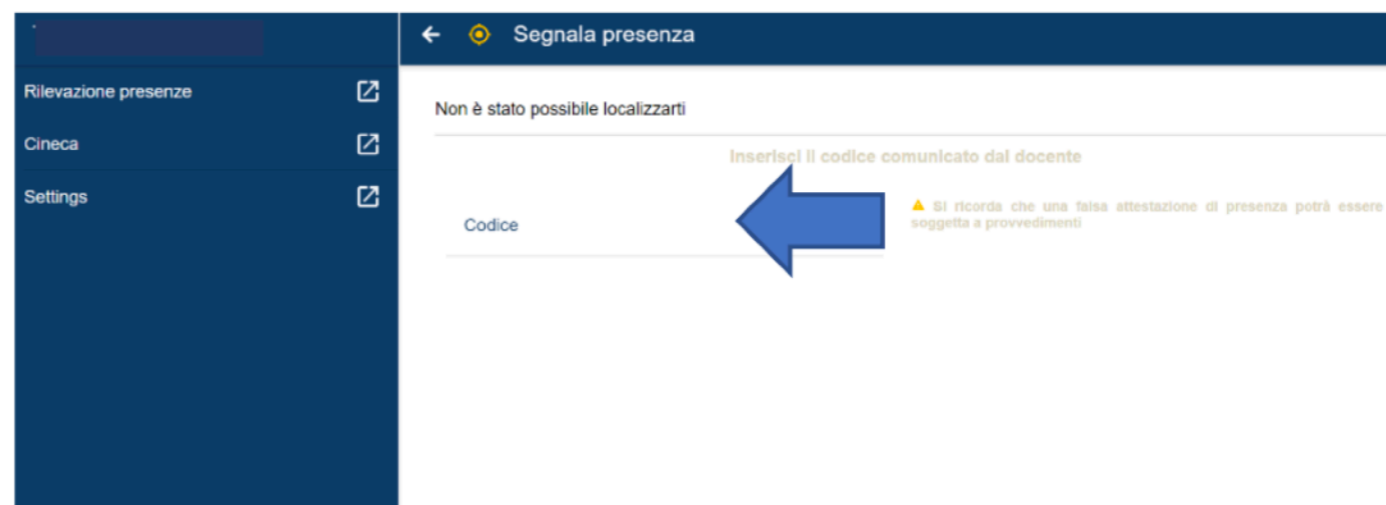 Segnala presenza
Rilevazione presenze
Cineca
Settings
Non è stato possibile localizzarti
Inserisci il codice comunicato dal docente
Codice
Si ricorda che una falsa attestazione di presenza potrà essere
soggetta a provvedimenti